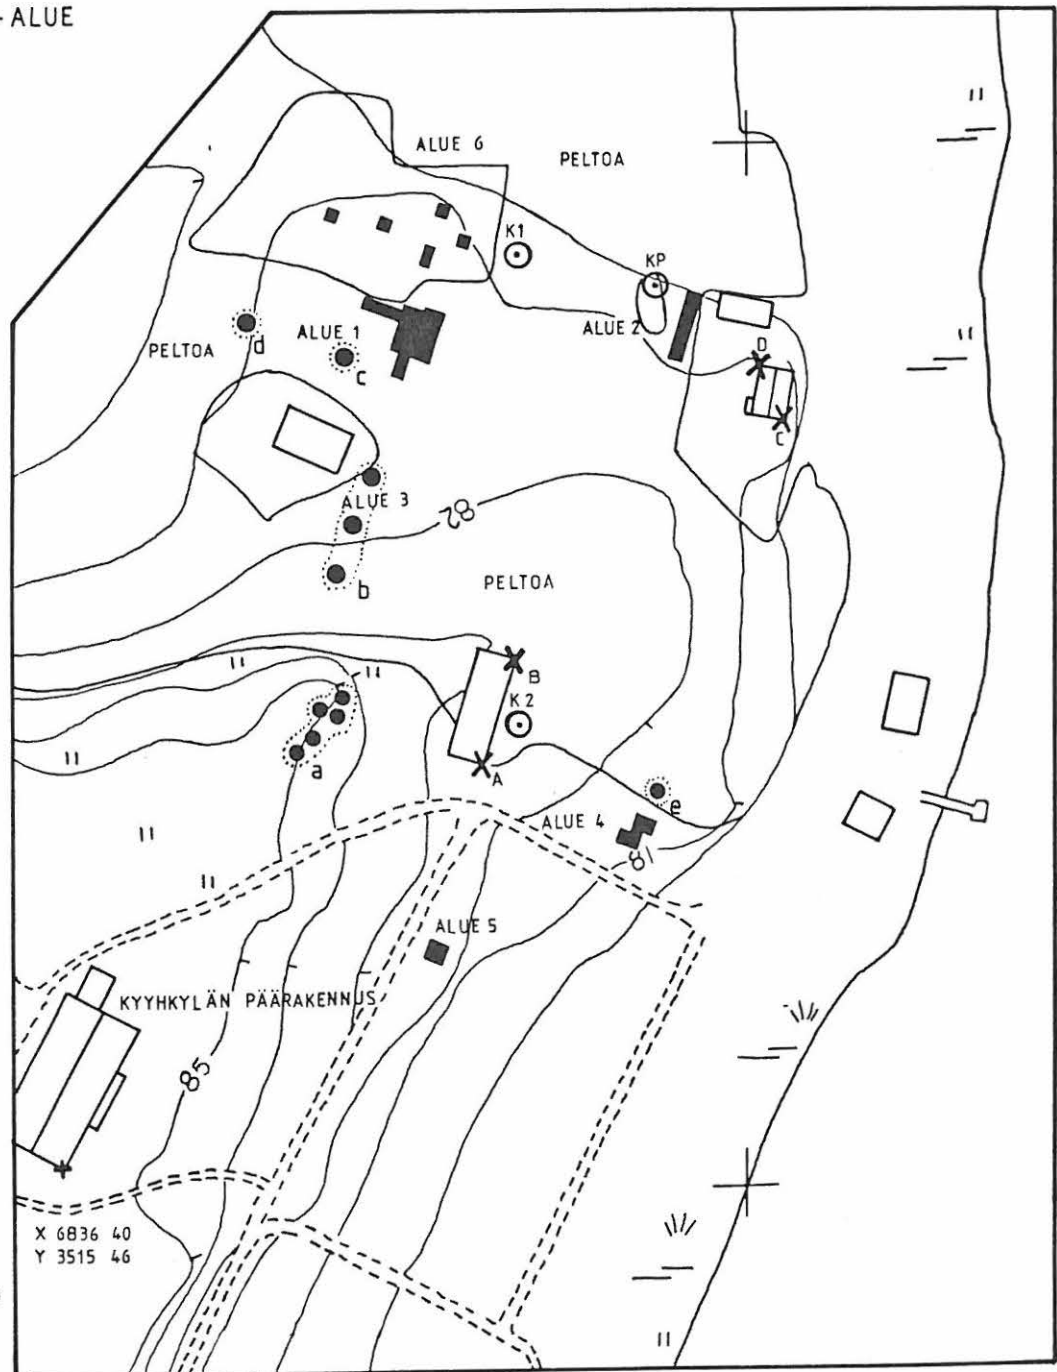 - ALUE
ALUE 6
PELTOA
K1
KP
ALUE 2
ALUE 1
PELTOA
d
c
D
C
ALUE 3
82
b
PELTOA
B
K2
A
a
e
ALUE 4
81
ALUE 5
KYYHKYLÄN PÄÄRAKENNUS
85
X 6836 40
Y 3515 46